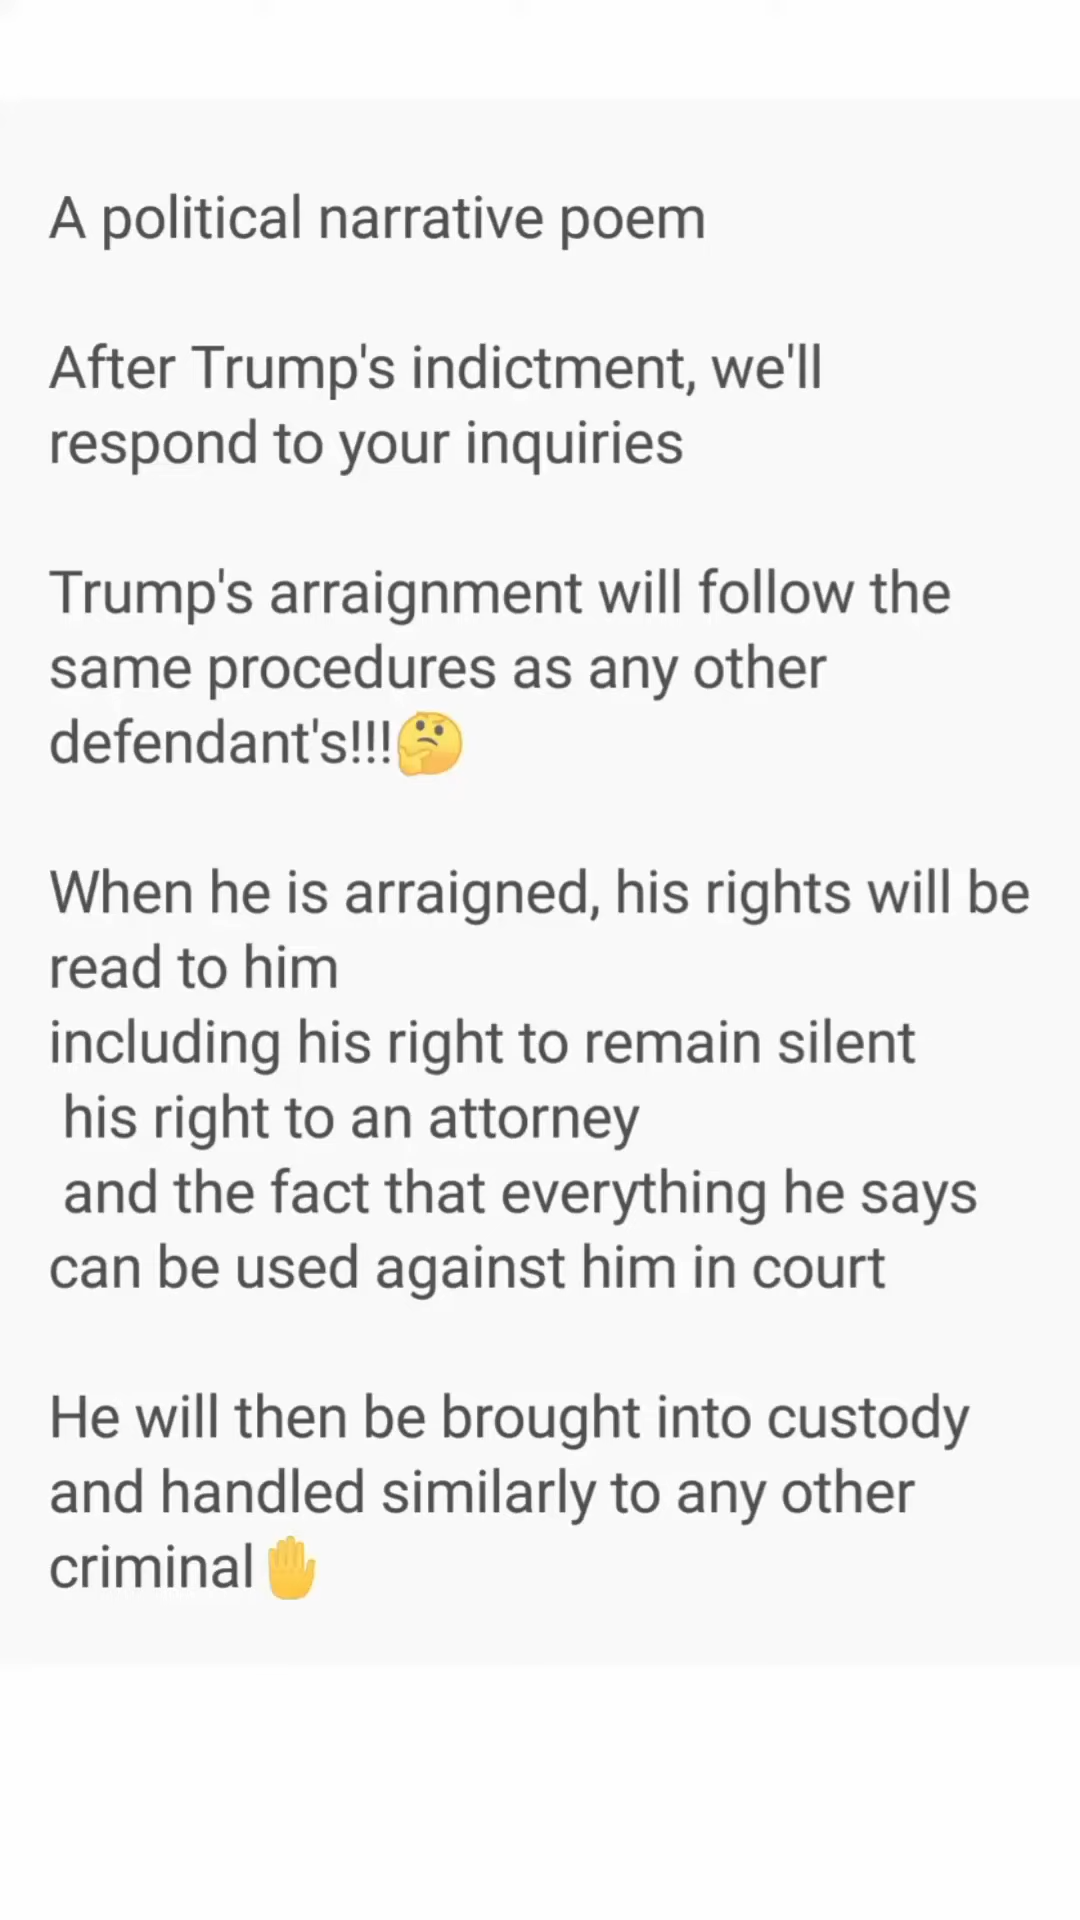 A political narrative poem
After Trump's indictment, we'll
respond to your inquiries
Trump's arraignment will follow the
same procedures as any other
defendant's!!!🤔
When he is arraigned, his rights will be
read to him
including his right to remain silent
his right to an attorney
and the fact that everything he says
can be used against him in court
He will then be brought into custody
and handled similarly to any other
criminal🤚